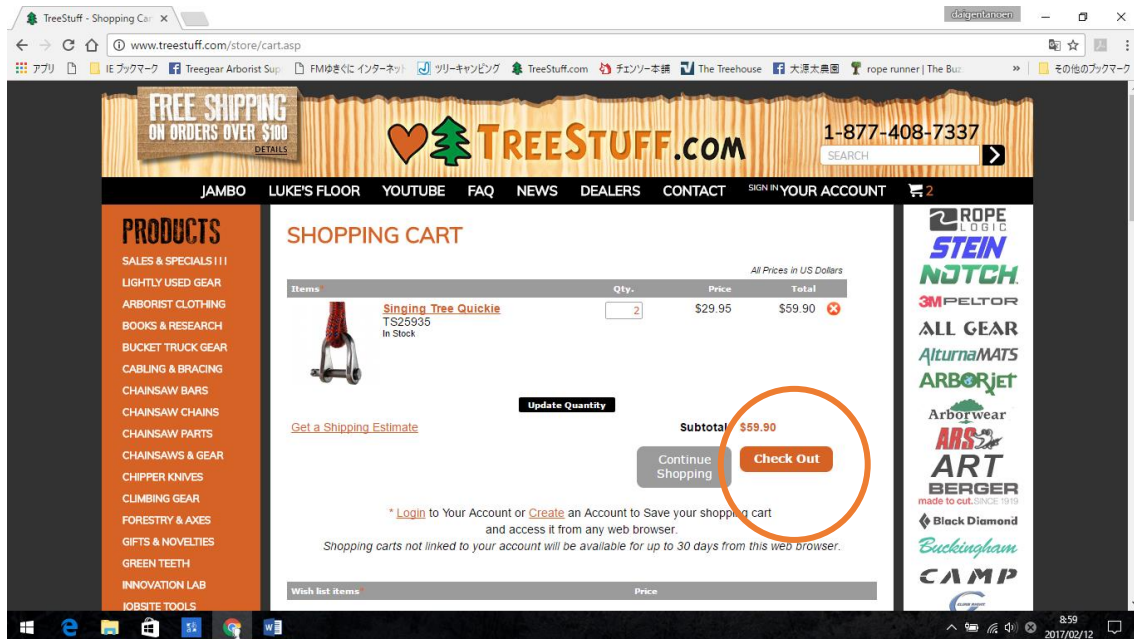 TreeStuff - Shopping Car
daigentanoen
www.treestuff.com/store/cart.asp
アプリ
IE ブックマーク
Treegear Arborist Sup
FMゆきぐに インターネット
ツリーキャンピング
TreeStuff.com
チェンソー本舗
The Treehouse
大源太農園
rope runner | The Buz
»
その他のブックマーク
FREE SHIPPING
ON ORDERS OVER $100
DETAILS
TREESTUFF.COM
1-877-408-7337
SEARCH
JAMBO LUKE'S FLOOR YOUTUBE FAQ NEWS DEALERS CONTACT SIGN IN YOUR ACCOUNT 2
PRODUCTS
SALES & SPECIALS ! ! !
LIGHTLY USED GEAR
ARBORIST CLOTHING
BOOKS & RESEARCH
BUCKET TRUCK GEAR
CABLING & BRACING
CHAINSAW BARS
CHAINSAW CHAINS
CHAINSAW PARTS
CHAINSAWS & GEAR
CHIPPER KNIVES
CLIMBING GEAR
FORESTRY & AXES
GIFTS & NOVELTIES
GREEN TEETH
INNOVATION LAB
JOBSITE TOOLS
SHOPPING CART
All Prices in US Dollars
Items* Qty. Price Total
Singing Tree Quickie 2 $29.95 $59.90
TS25935
In Stock
Update Quantity
Get a Shipping Estimate Subtotal $59.90
Continue Shopping
Check Out
* Login to Your Account or Create an Account to Save your shopping cart
and access it from any web browser.
Shopping carts not linked to your account will be available for up to 30 days from this web browser.
Wish list items* Price
ROPE LOGIC
STEIN
NOTCH
3M PELTOR
ALL GEAR
AlturnaMATS
ARBORjet
Arborwear
ARS
ART
BERGER
made to cut. SINCE 1919
Black Diamond
Buckingham
CAMP
8:59
2017/02/12